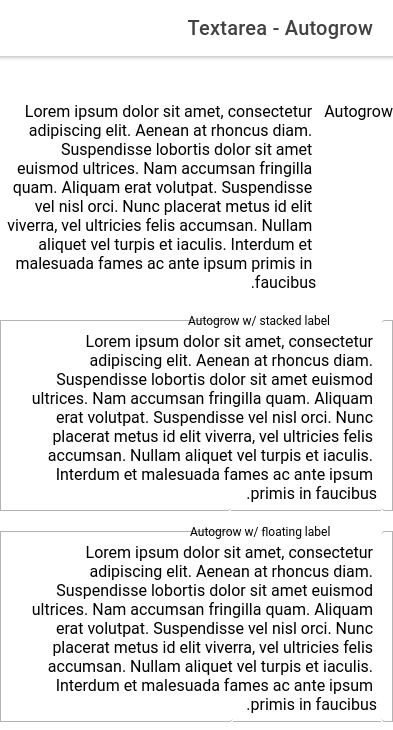 Textarea - Autogrow
Autogrow
Lorem ipsum dolor sit amet, consectetur
adipiscing elit. Aenean at rhoncus diam.
Suspendisse lobortis dolor sit amet
euismod ultrices. Nam accumsan fringilla
quam. Aliquam erat volutpat. Suspendisse
vel nisl orci. Nunc placerat metus id elit
viverra, vel ultricies felis accumsan. Nullam
aliquet vel turpis et iaculis. Interdum et
malesuada fames ac ante ipsum primis in
.faucibus
Autogrow w/ stacked label
Lorem ipsum dolor sit amet, consectetur
adipiscing elit. Aenean at rhoncus diam.
Suspendisse lobortis dolor sit amet euismod
ultrices. Nam accumsan fringilla quam. Aliquam
erat volutpat. Suspendisse vel nisl orci. Nunc
placerat metus id elit viverra, vel ultricies felis
accumsan. Nullam aliquet vel turpis et iaculis.
Interdum et malesuada fames ac ante ipsum
.primis in faucibus
Autogrow w/ floating label
Lorem ipsum dolor sit amet, consectetur
adipiscing elit. Aenean at rhoncus diam.
Suspendisse lobortis dolor sit amet euismod
ultrices. Nam accumsan fringilla quam. Aliquam
erat volutpat. Suspendisse vel nisl orci. Nunc
placerat metus id elit viverra, vel ultricies felis
accumsan. Nullam aliquet vel turpis et iaculis.
Interdum et malesuada fames ac ante ipsum
.primis in faucibus